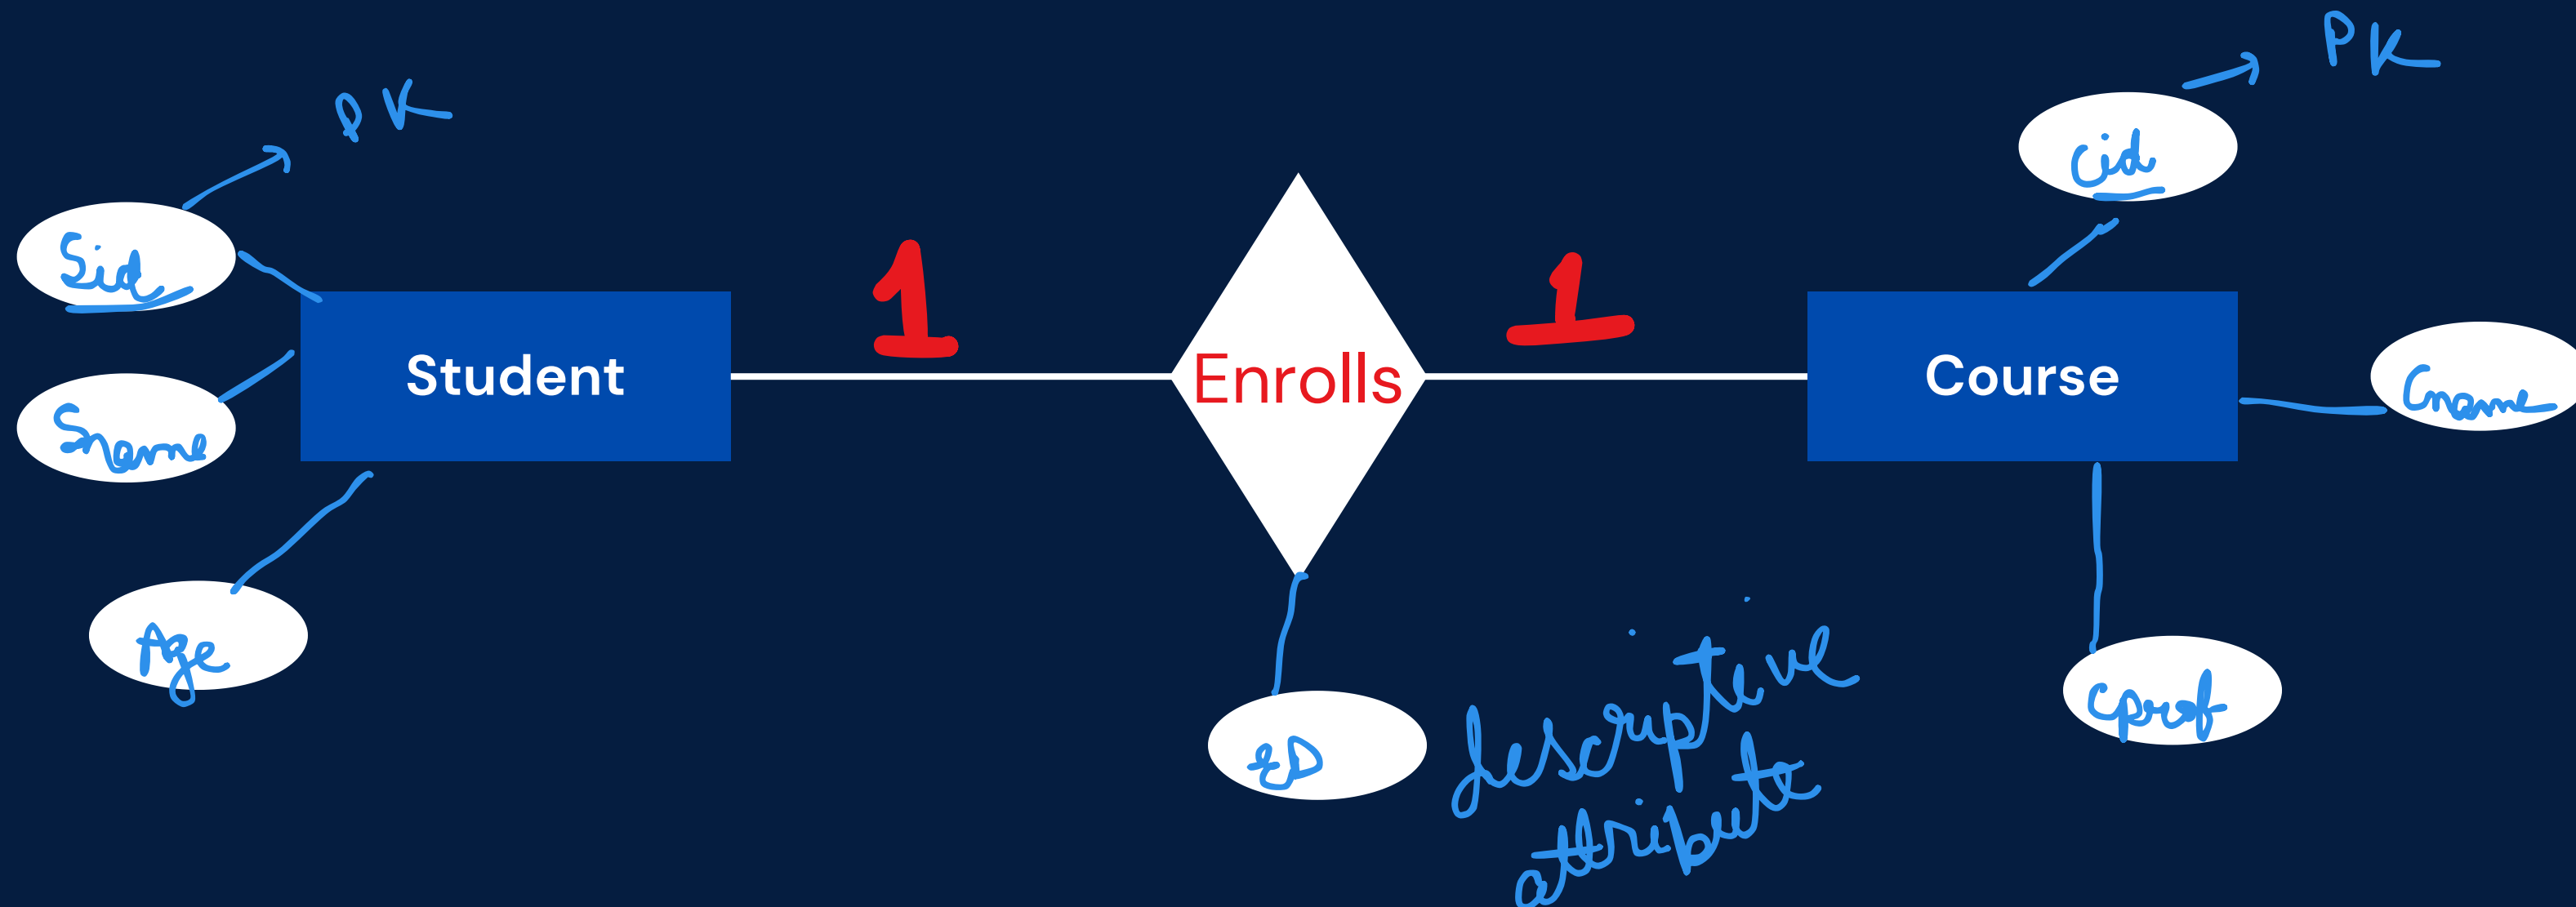 PK
PK
Cid
Sid
1
1
Student
Enrolls
Course
Cname
Sname
Age
ED
Descriptive
attribute
Cprof